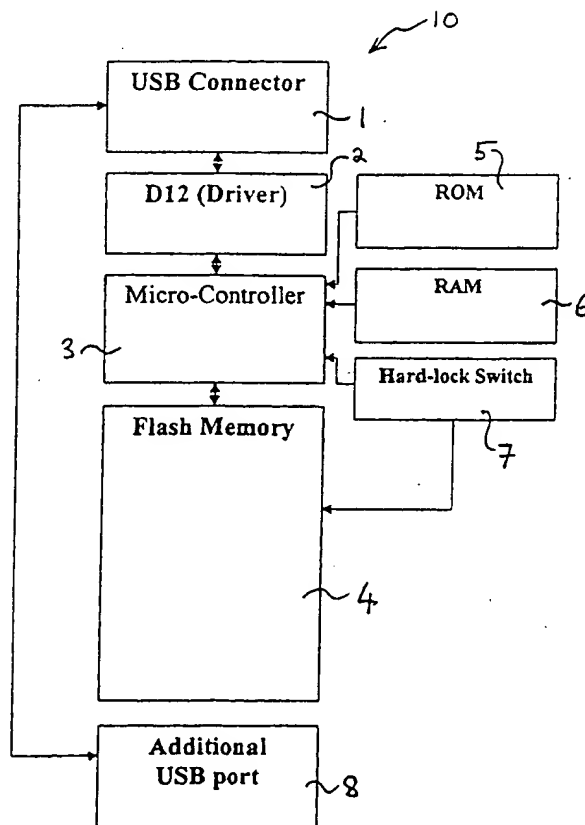 10
USB Connector
1
2
D12 (Driver)
5
ROM
Micro-Controller
3
RAM
6
Hard-lock Switch
7
Flash Memory
4
Additional
USB port
8